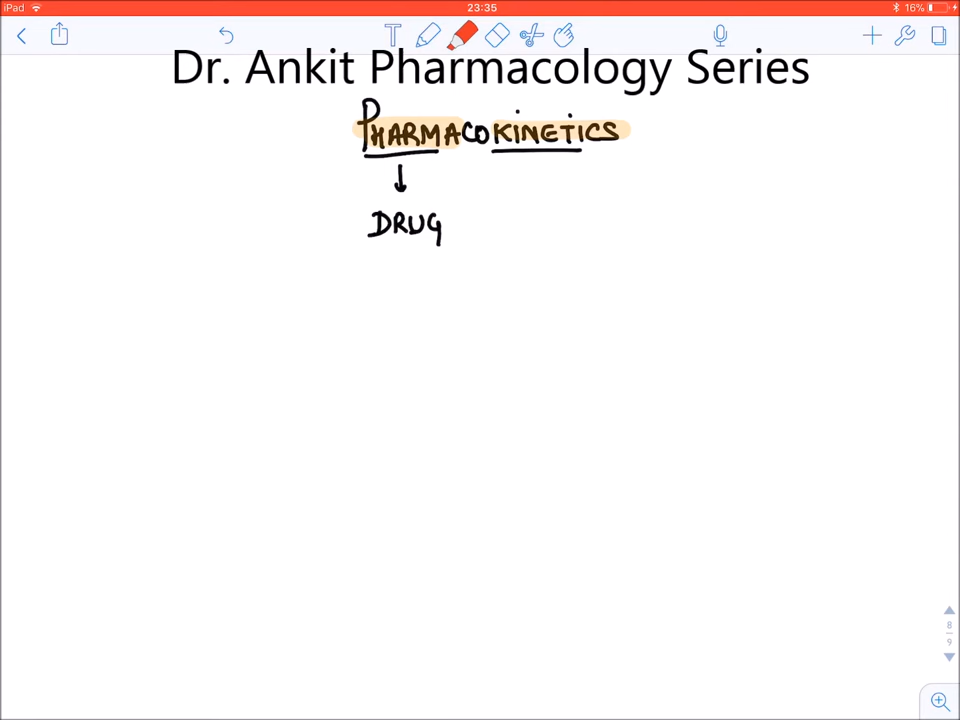 iPad 23:35 16%
Dr. Ankit Pharmacology Series
PHARMACOKINETICS
DRUG
8
9